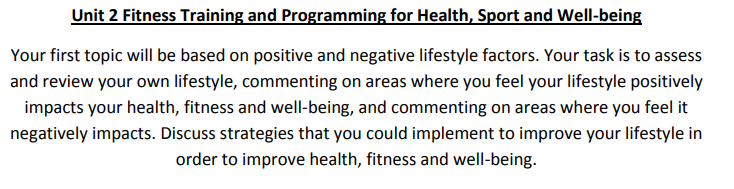 Unit 2 Fitness Training and Programming for Health, Sport and Well-being
Your first topic will be based on positive and negative lifestyle factors. Your task is to assess
and review your own lifestyle, commenting on areas where you feel your lifestyle positively
impacts your health, fitness and well-being, and commenting on areas where you feel it
negatively impacts. Discuss strategies that you could implement to improve your lifestyle in
order to improve health, fitness and well-being.